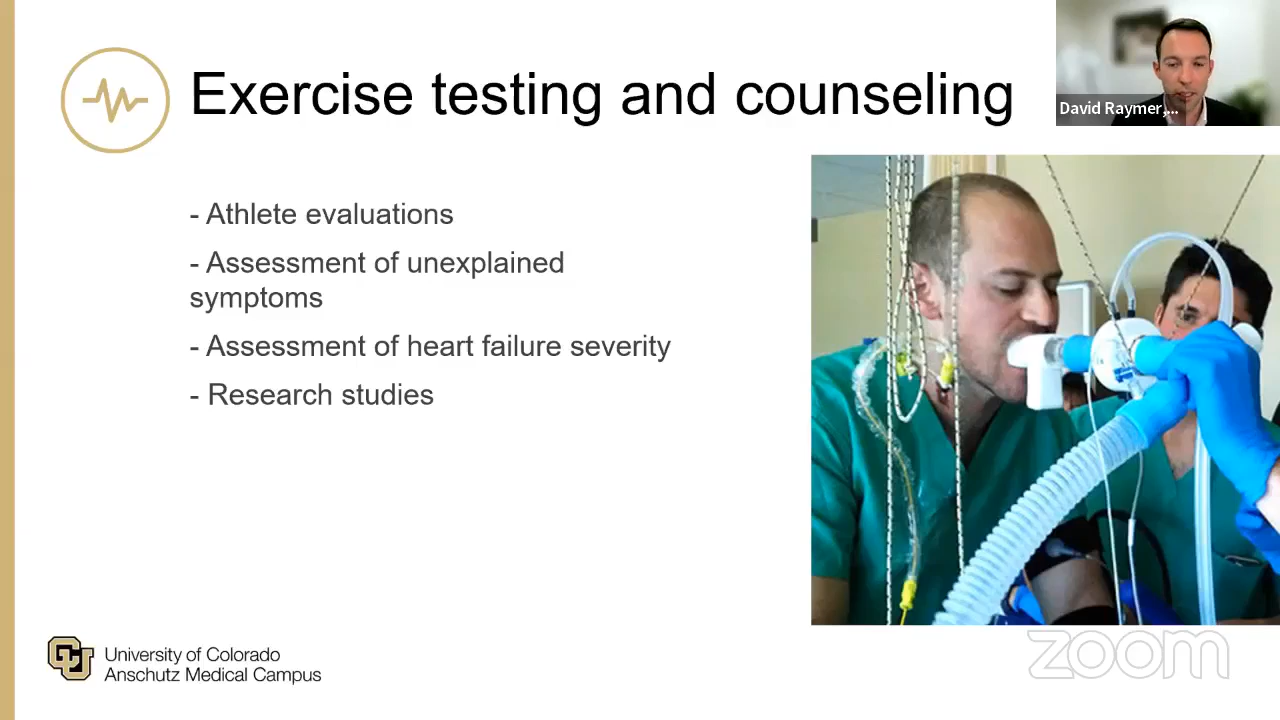 Exercise testing and counseling
David Raymer,...
- Athlete evaluations
- Assessment of unexplained
symptoms
- Assessment of heart failure severity
- Research studies
University of Colorado
Anschutz Medical Campus
zoom